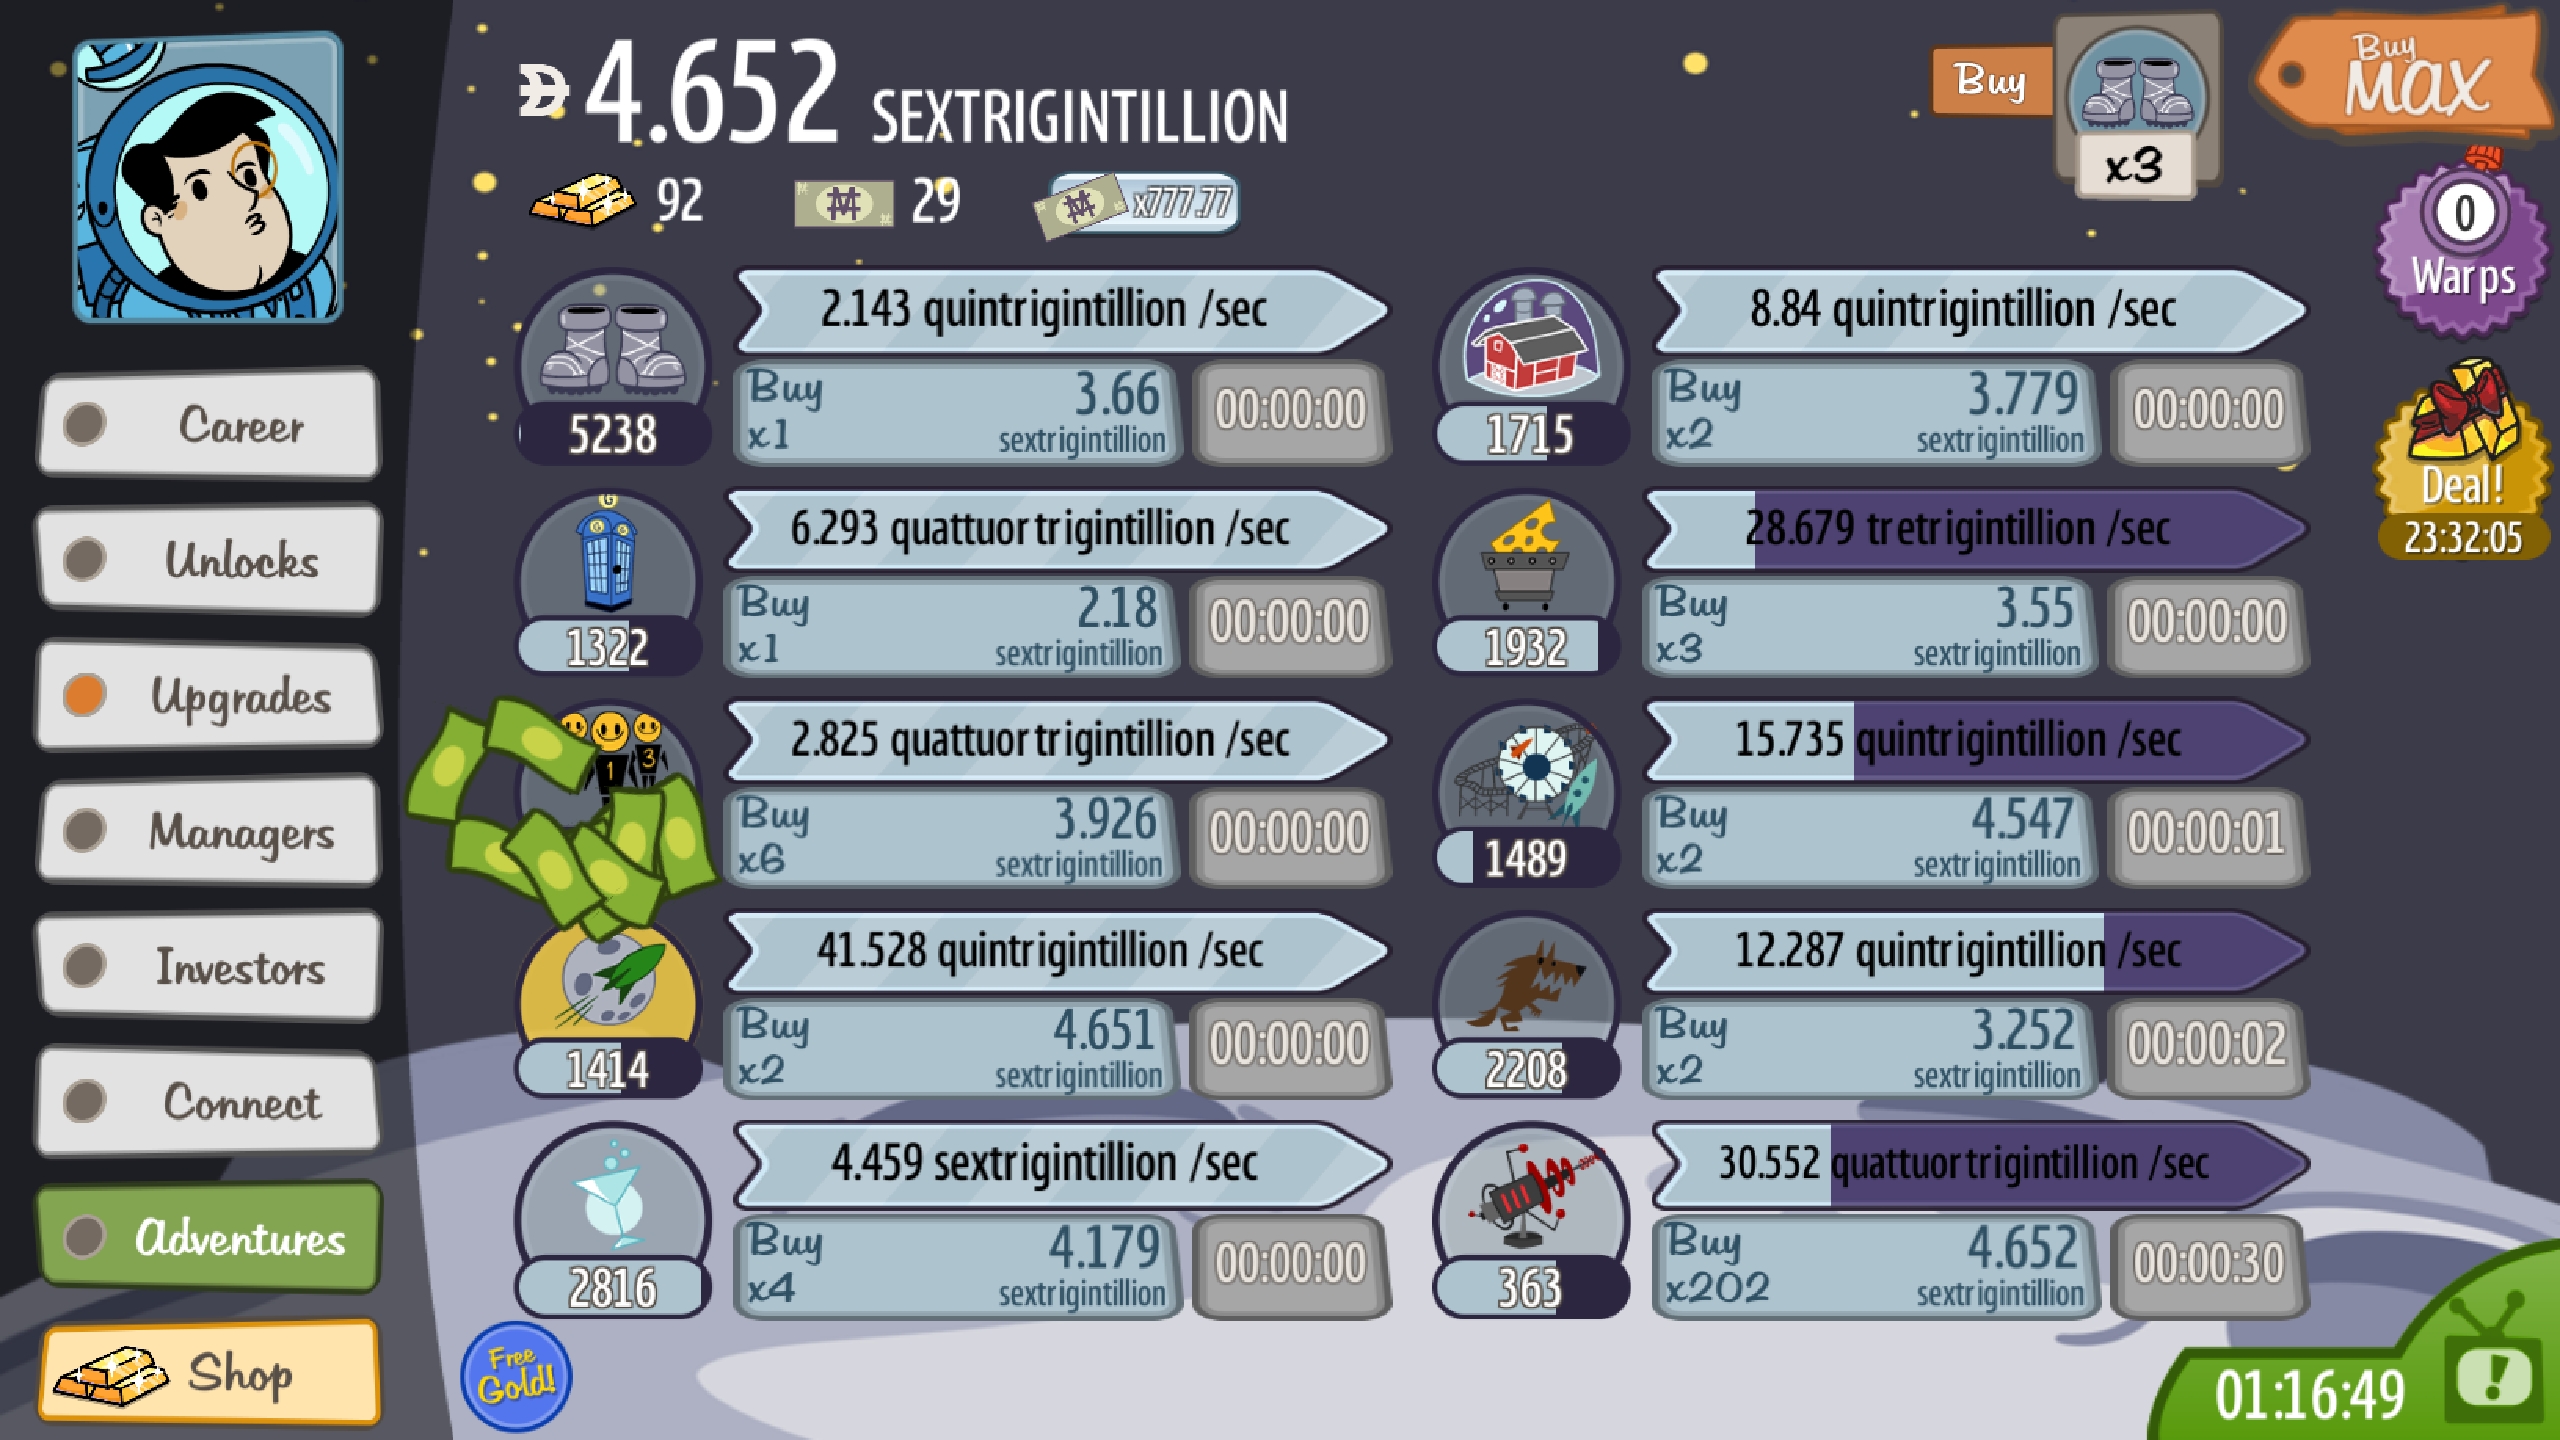 4.652 SEXTRIGINTILLION
92
29
x777.77
Buy
x3
Buy
MAX
0
Warps
Deal!
23:32:05
Career
Unlocks
Upgrades
Managers
Investors
Connect
Adventures
Shop
2.143 quintrigintillion /sec
5238
Buy
x1
3.66
sextrigintillion
00:00:00
8.84 quintrigintillion /sec
1715
Buy
x2
3.779
sextrigintillion
00:00:00
G
G G
6.293 quattuortrigintillion /sec
1322
Buy
x1
2.18
sextrigintillion
00:00:00
28.679 tretrigintillion /sec
1932
Buy
x3
3.55
sextrigintillion
00:00:00
1 3
2.825 quattuortrigintillion /sec
Buy
x6
3.926
sextrigintillion
00:00:00
15.735 quintrigintillion /sec
1489
Buy
x2
4.547
sextrigintillion
00:00:01
41.528 quintrigintillion /sec
1414
Buy
x2
4.651
sextrigintillion
00:00:00
12.287 quintrigintillion /sec
2208
Buy
x2
3.252
sextrigintillion
00:00:02
4.459 sextrigintillion /sec
2816
Buy
x4
4.179
sextrigintillion
00:00:00
30.552 quattuortrigintillion /sec
363
Buy
x202
4.652
sextrigintillion
00:00:30
Free
Gold!
01:16:49
!